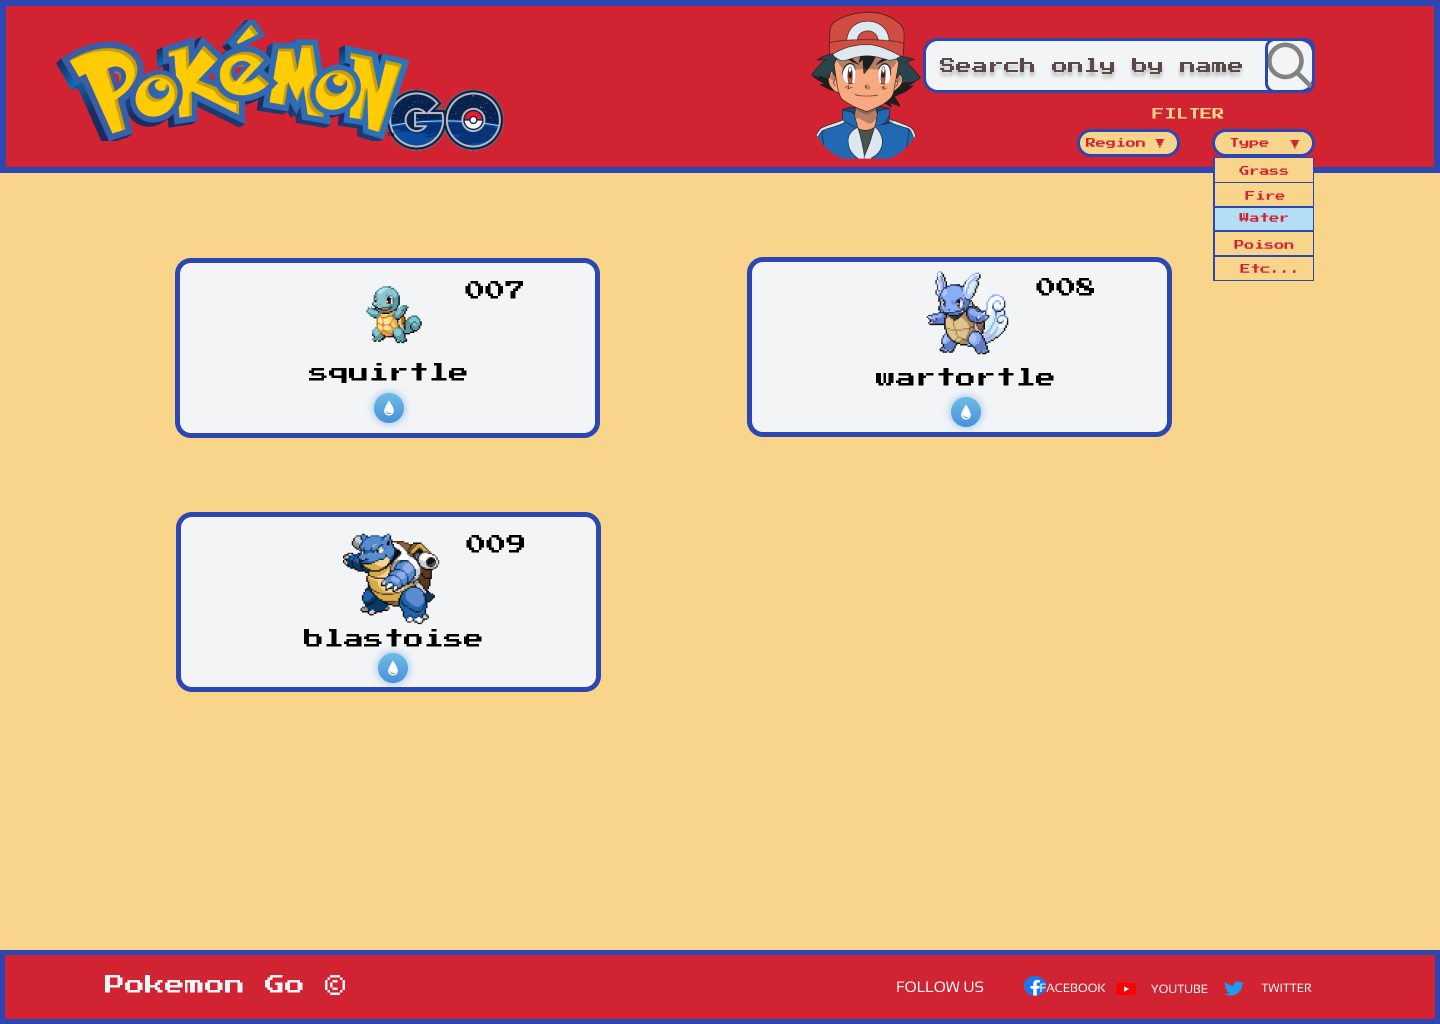 POKÉMON
GO
Search only by name
FILTER
Region ▼
Type ▼
Grass
Fire
Water
Poison
Etc...
007
squirtle
008
wartortle
009
blastoise
Pokemon Go ©
FOLLOW US
FACEBOOK
YOUTUBE
TWITTER